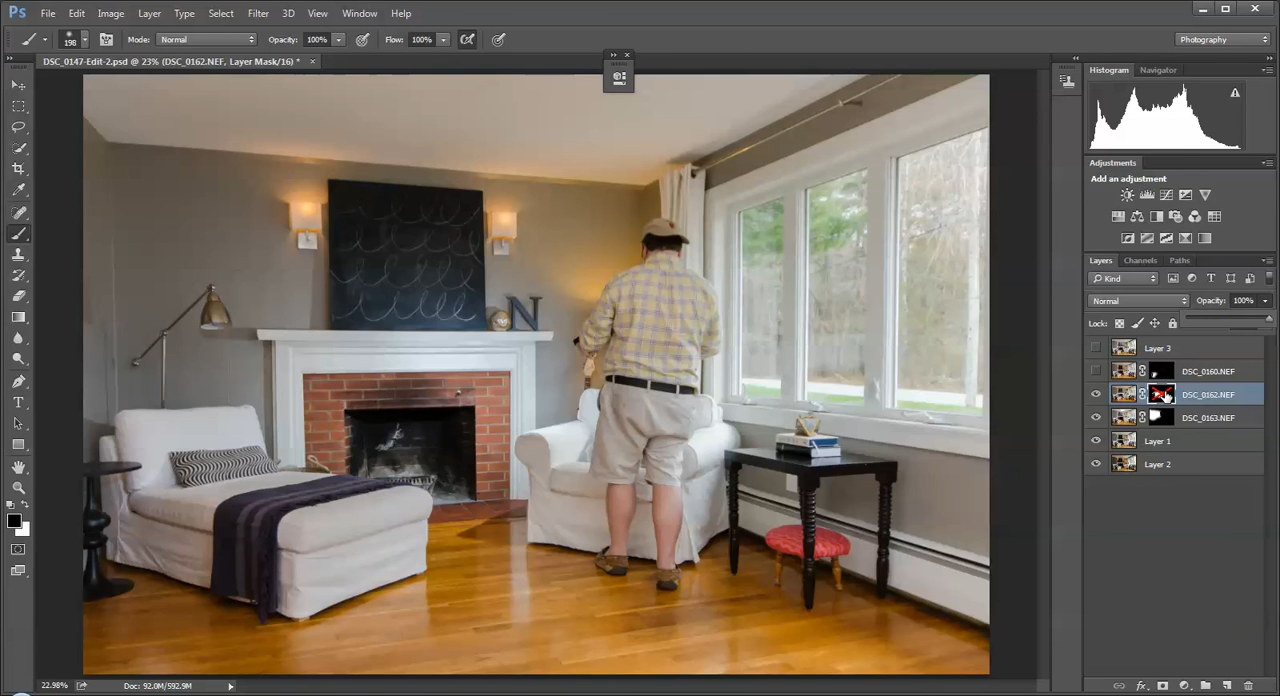 Ps File Edit Image Layer Type Select Filter 3D View Window Help
198 Mode: Normal Opacity: 100% Flow: 100% Photography
DSC_0147-Edit-2.psd @ 23% (DSC_0162.NEF, Layer Mask/16) *
Histogram Navigator
Adjustments
Add an adjustment
Layers Channels Paths
Kind
Normal Opacity: 100%
Lock:
Layer 3
DSC_0160.NEF
DSC_0162.NEF
DSC_0163.NEF
Layer 1
Layer 2
N
22.98% Doc: 92.0M/592.9M